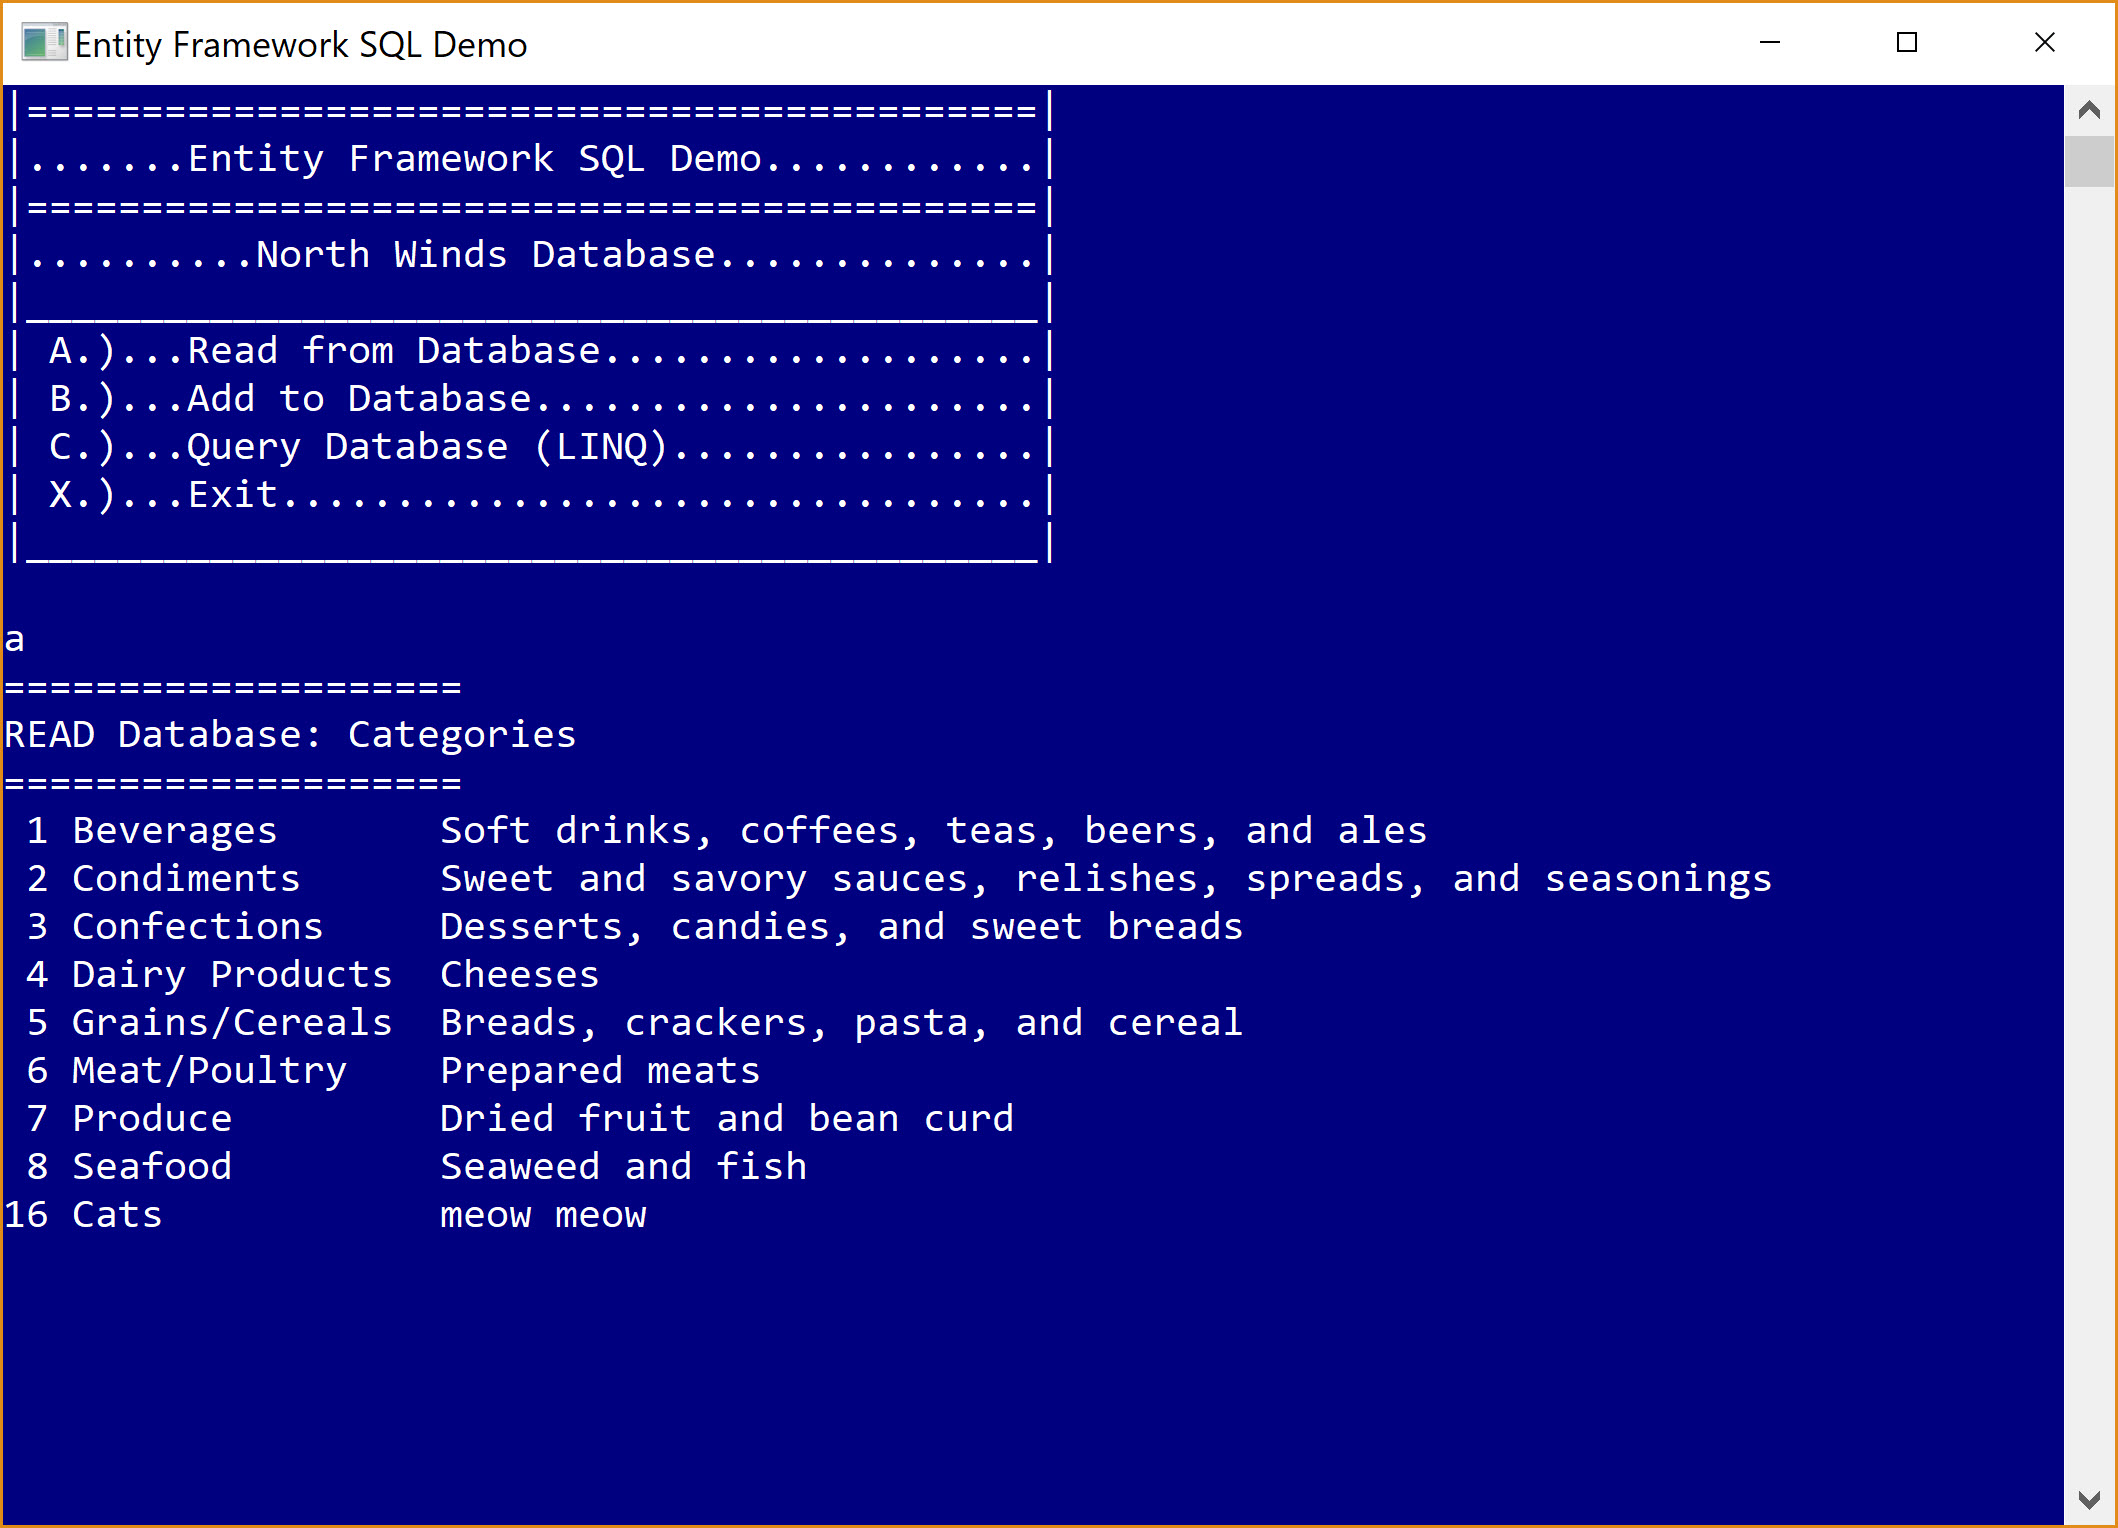 Entity Framework SQL Demo
|============================================|
|.......Entity Framework SQL Demo............|
|============================================|
|..........North Winds Database..............|
|____________________________________________|
| A.)...Read from Database...................|
| B.)...Add to Database......................|
| C.)...Query Database (LINQ)................|
| X.)...Exit.................................|
|____________________________________________|
a
====================
READ Database: Categories
====================
1 Beverages Soft drinks, coffees, teas, beers, and ales
2 Condiments Sweet and savory sauces, relishes, spreads, and seasonings
3 Confections Desserts, candies, and sweet breads
4 Dairy Products Cheeses
5 Grains/Cereals Breads, crackers, pasta, and cereal
6 Meat/Poultry Prepared meats
7 Produce Dried fruit and bean curd
8 Seafood Seaweed and fish
16 Cats meow meow